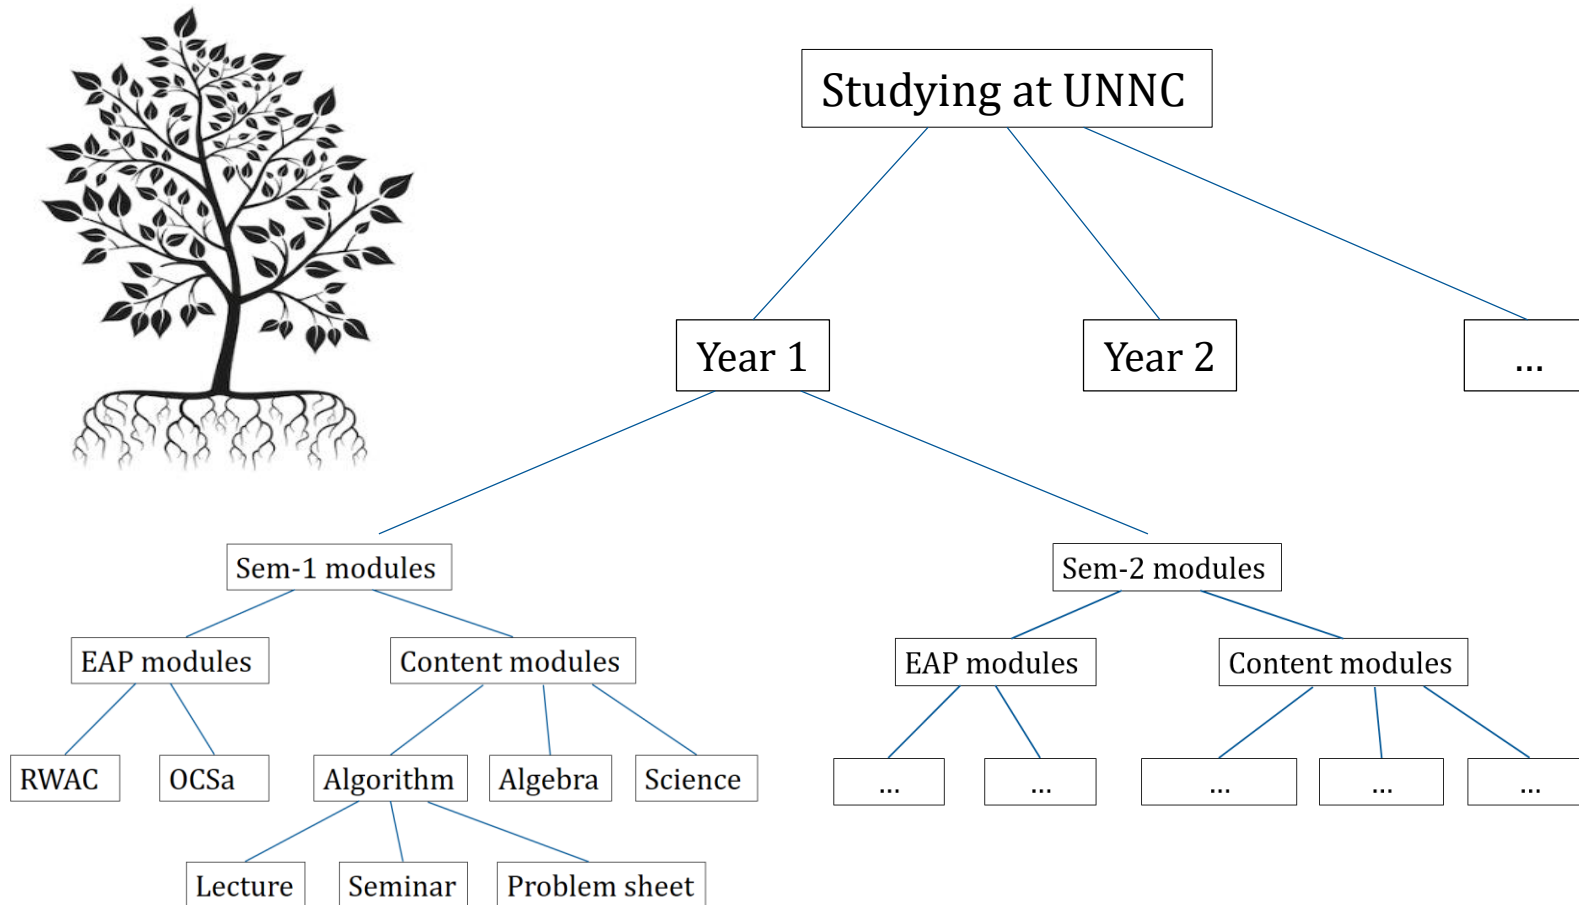 Studying at UNNC
Year 1
Year 2
...
Sem-1 modules
Sem-2 modules
EAP modules
Content modules
EAP modules
Content modules
RWAC
OCSa
Algorithm
Algebra
Science
...
...
...
...
...
Lecture
Seminar
Problem sheet